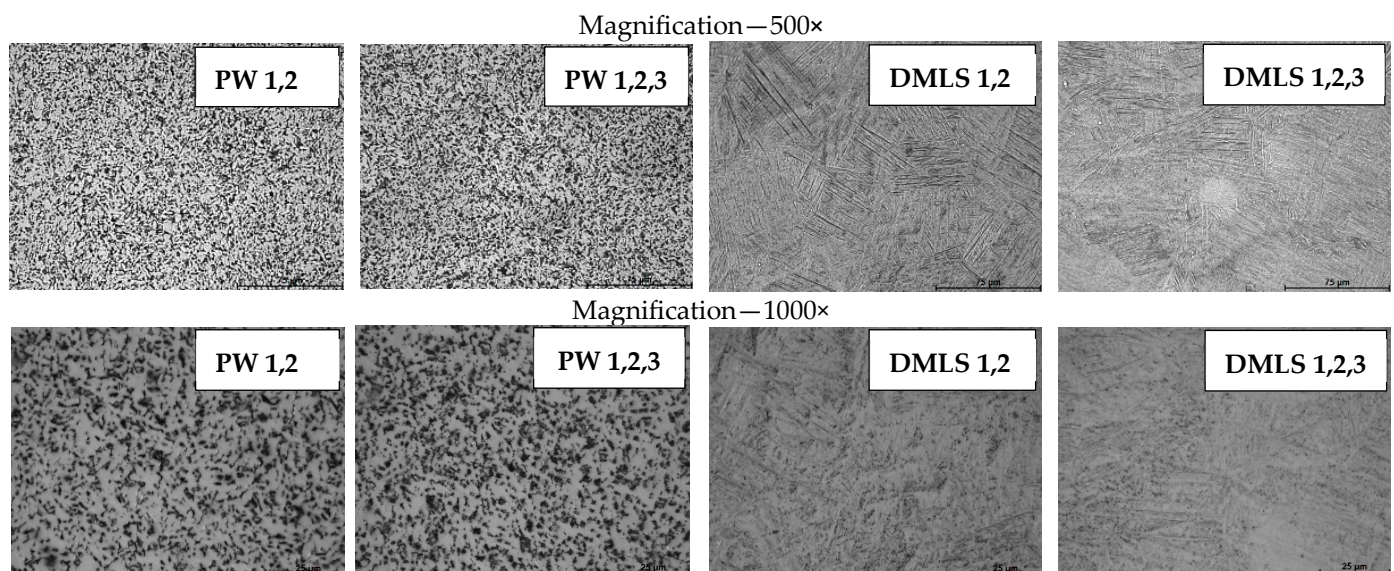 Magnification—500×
PW 1,2
PW 1,2,3
DMLS 1,2
DMLS 1,2,3
75 µm
75 µm
75 µm
75 µm
Magnification—1000×
PW 1,2
PW 1,2,3
DMLS 1,2
DMLS 1,2,3
25 µm
25 µm
25 µm
25 µm